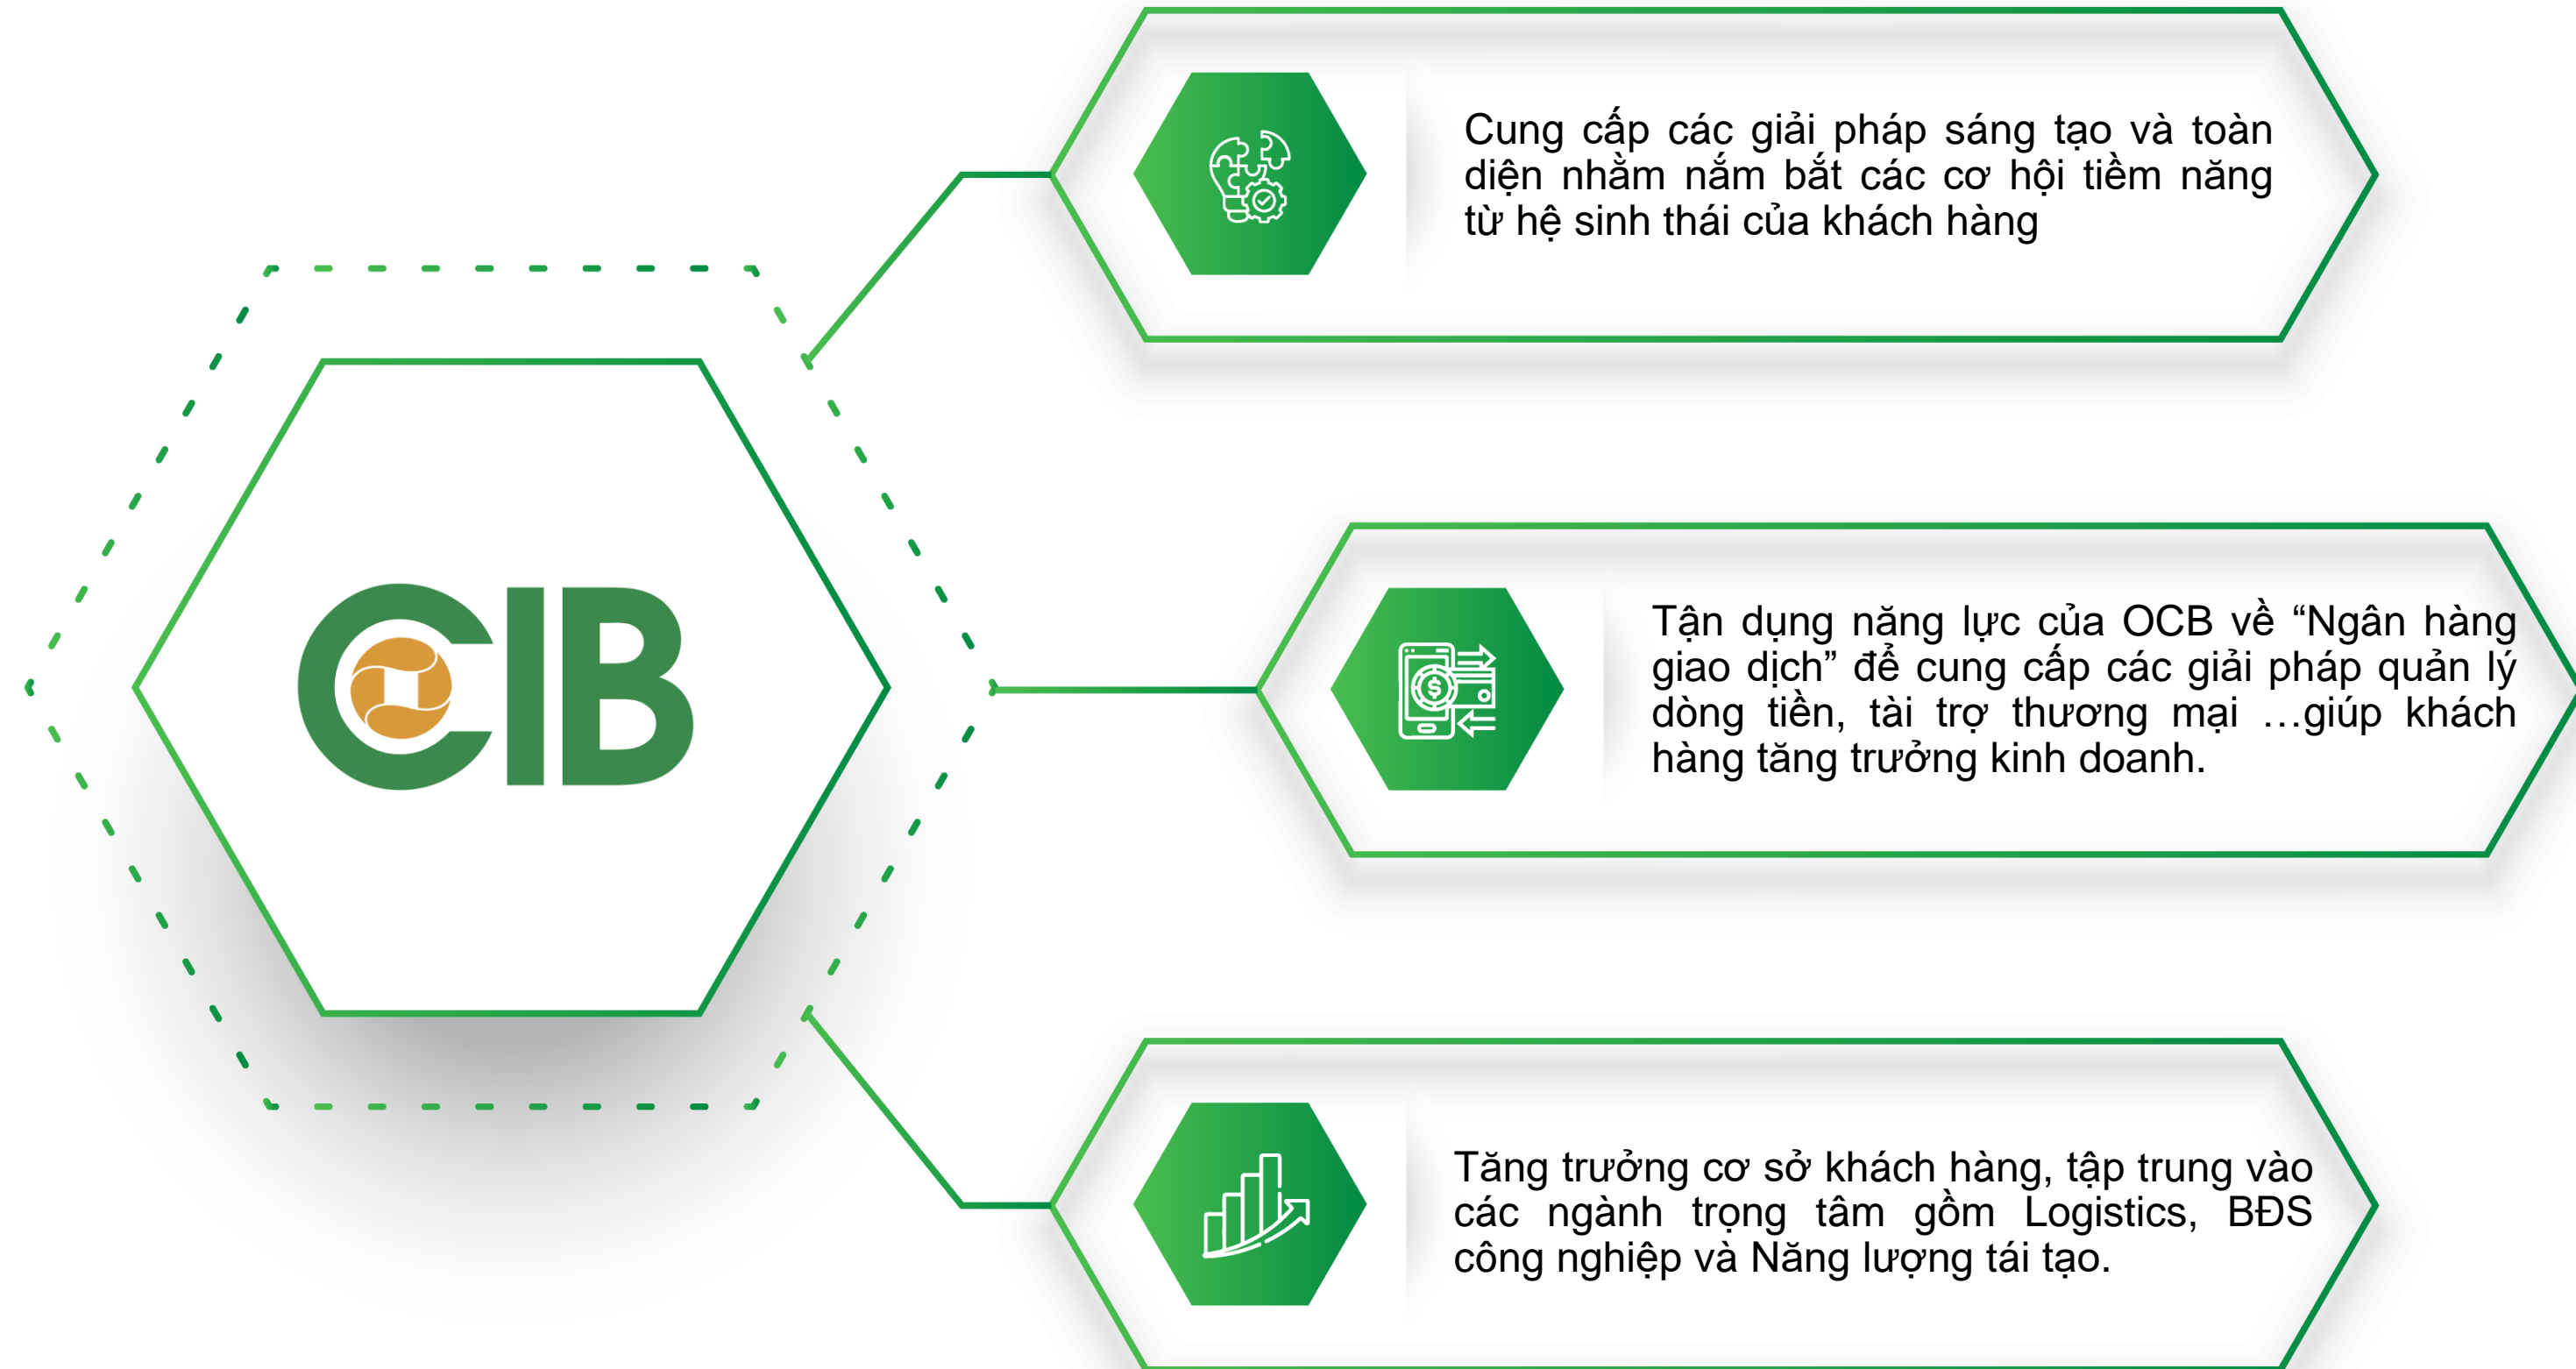 Cung cấp các giải pháp sáng tạo và toàn
diện nhằm nắm bắt các cơ hội tiềm năng
từ hệ sinh thái của khách hàng
CIB
Tận dụng năng lực của OCB về “Ngân hàng
giao dịch” để cung cấp các giải pháp quản lý
dòng tiền, tài trợ thương mại …giúp khách
hàng tăng trưởng kinh doanh.
Tăng trưởng cơ sở khách hàng, tập trung vào
các ngành trọng tâm gồm Logistics, BĐS
công nghiệp và Năng lượng tái tạo.